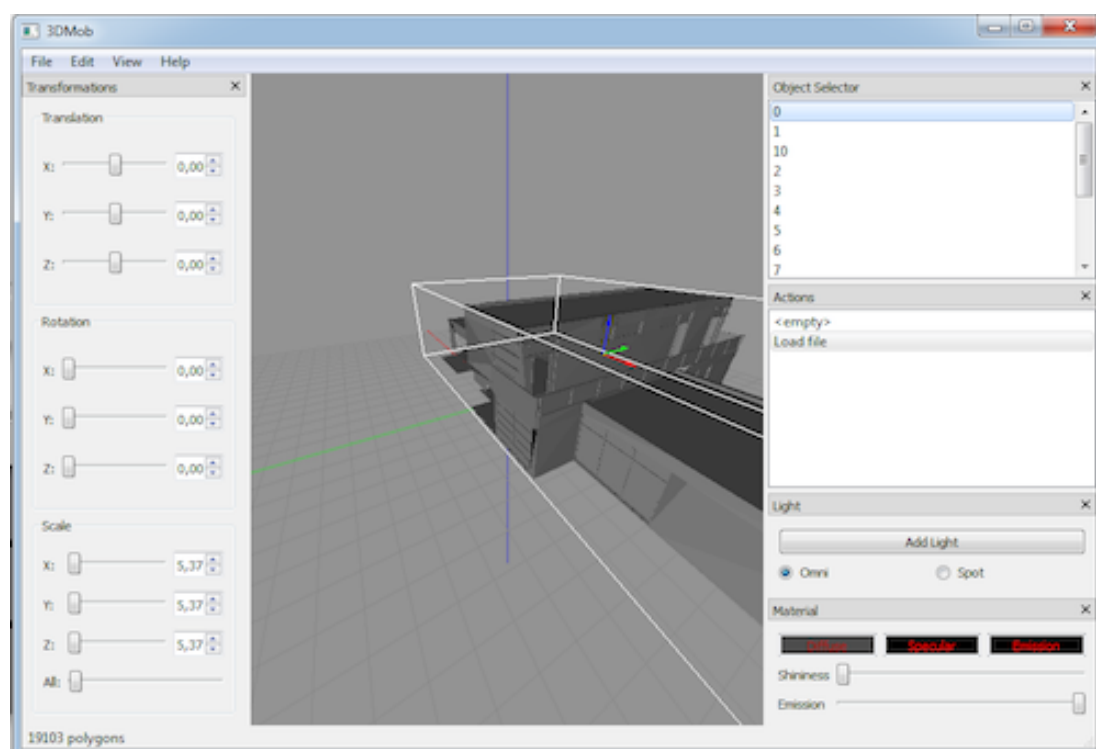 3DMob
File Edit View Help
Transformations
Translation
X: 0,00
Y: 0,00
Z: 0,00
Rotation
X: 0,00
Y: 0,00
Z: 0,00
Scale
X: 5,37
Y: 5,37
Z: 5,37
All:
19103 polygons
Object Selector
0
1
10
2
3
4
5
6
7
Actions
<empty>
Load file
Light
Add Light
Omni Spot
Material
Diffuse Specular Emission
Shininess
Emission